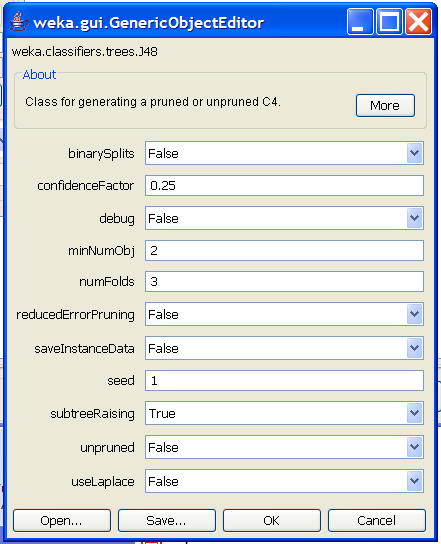 weka.gui.GenericObjectEditor
weka.classifiers.trees.J48
About
Class for generating a pruned or unpruned C4.
More
binarySplits False
confidenceFactor 0.25
debug False
minNumObj 2
numFolds 3
reducedErrorPruning False
saveInstanceData False
seed 1
subtreeRaising True
unpruned False
useLaplace False
Open... Save... OK Cancel